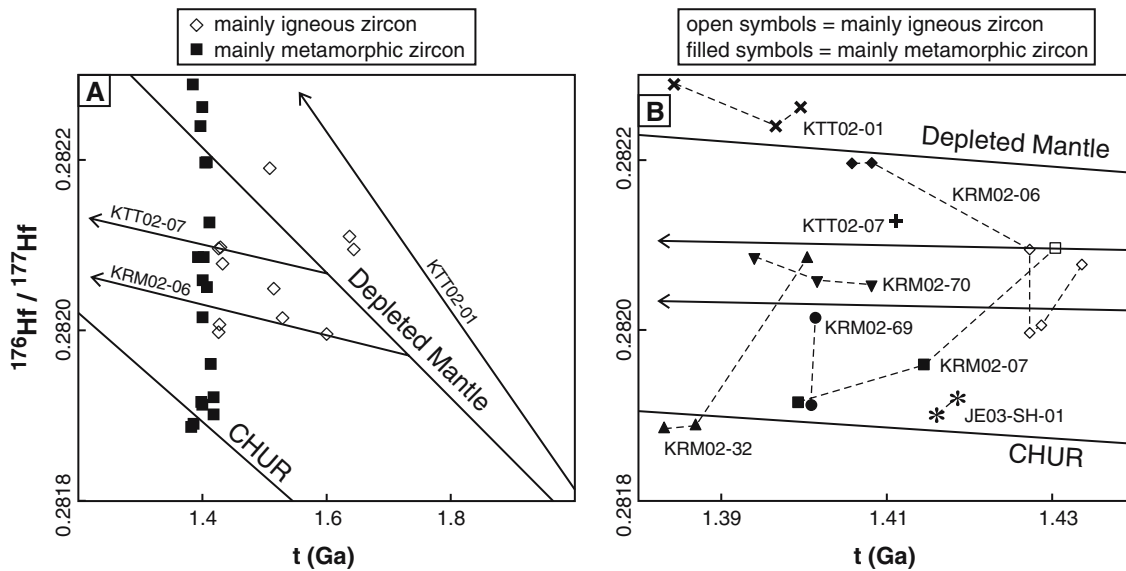 ◇ mainly igneous zircon
■ mainly metamorphic zircon
open symbols = mainly igneous zircon
filled symbols = mainly metamorphic zircon
A
KTT02-07
KRM02-06
KTT02-01
Depleted Mantle
CHUR
176Hf / 177Hf
0.2822
0.2820
0.2818
1.4
1.6
1.8
t (Ga)
B
KTT02-01
Depleted Mantle
KRM02-06
KTT02-07
KRM02-70
KRM02-69
KRM02-07
JE03-SH-01
KRM02-32
CHUR
0.2822
0.2820
0.2818
1.39
1.41
1.43
t (Ga)